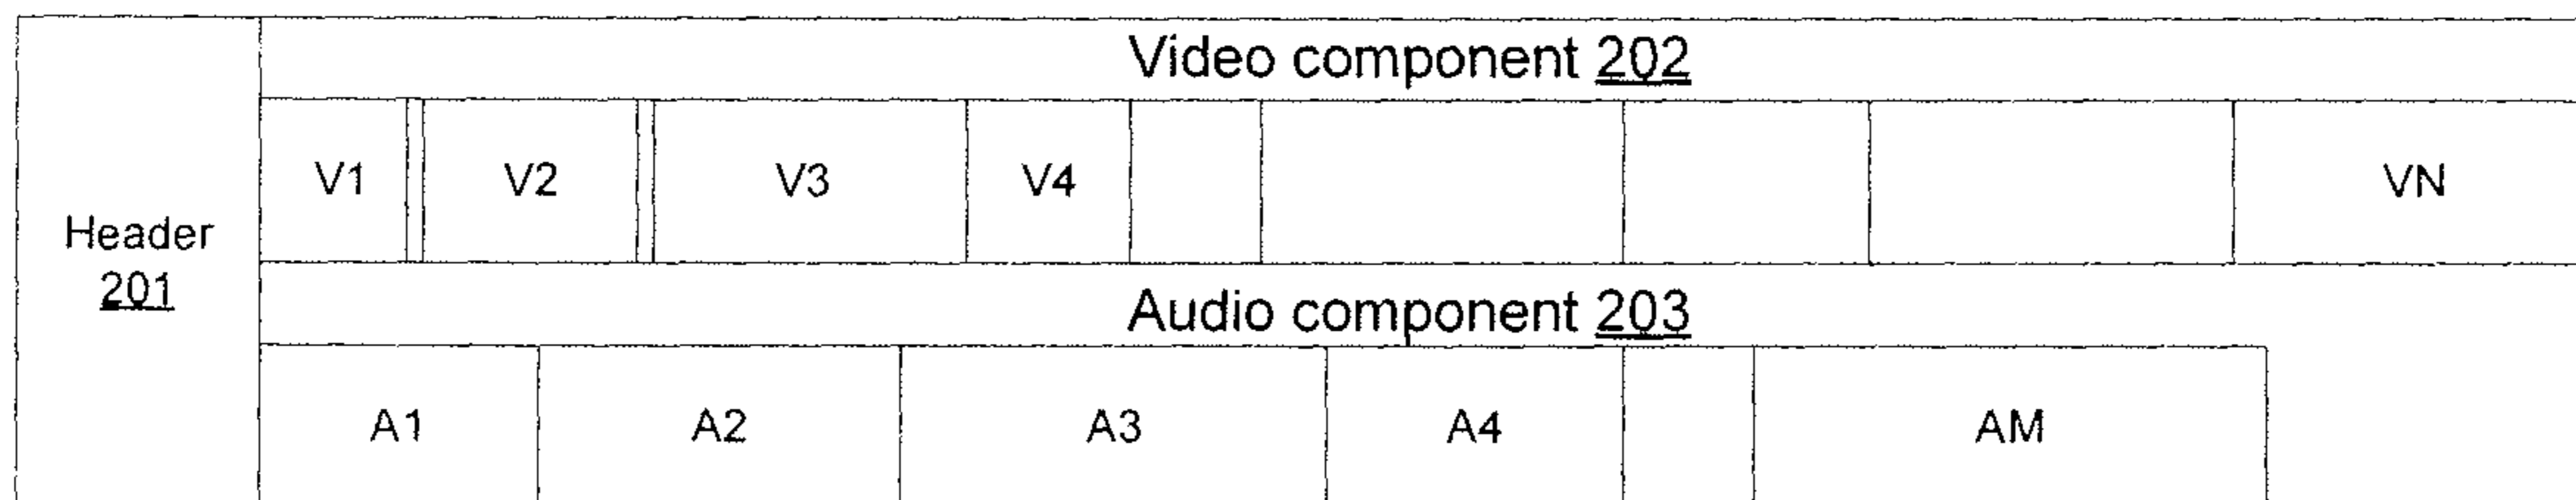 Video component 202
V1 V2 V3 V4 VN
Header
201
Audio component 203
A1 A2 A3 A4 AM